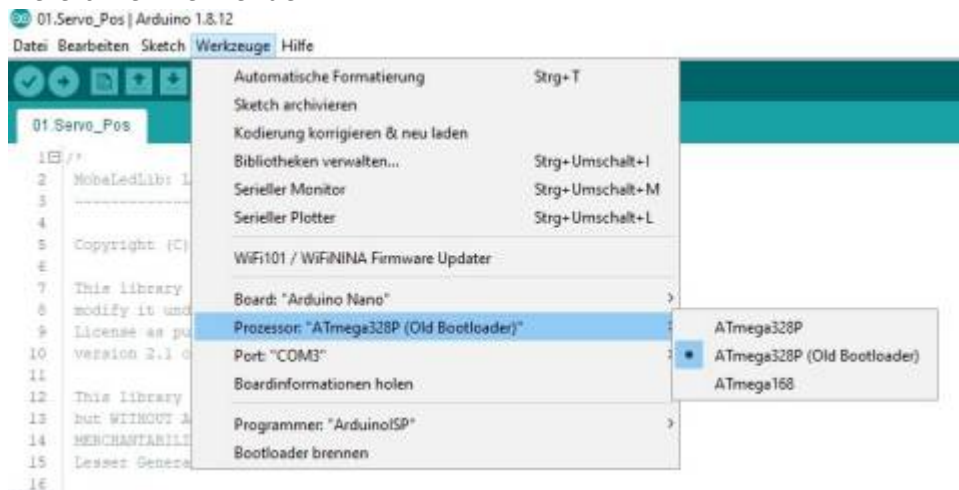 01.Servo_Pos | Arduino 1.8.12
Datei Bearbeiten Sketch Werkzeuge Hilfe
01.Servo_Pos
Automatische Formatierung Strg+T
Sketch archivieren
Kodierung korrigieren & neu laden
Bibliotheken verwalten... Strg+Umschalt+I
Serieller Monitor Strg+Umschalt+M
Serieller Plotter Strg+Umschalt+L
WiFi101 / WiFiNINA Firmware Updater
Board: "Arduino Nano"
Prozessor: "ATmega328P (Old Bootloader)"
Port: "COM3"
Boardinformationen holen
Programmer: "ArduinoISP"
Bootloader brennen
ATmega328P
ATmega328P (Old Bootloader)
ATmega168
1 /*
2 MobaLedLib: L
3
4
5 Copyright (C)
6
7 This library
8 modify it und
9 License as pu
10 version 2.1 o
11
12 This library
13 but WITHOUT A
14 MERCHANTABILI
15 Lesser Genera
16